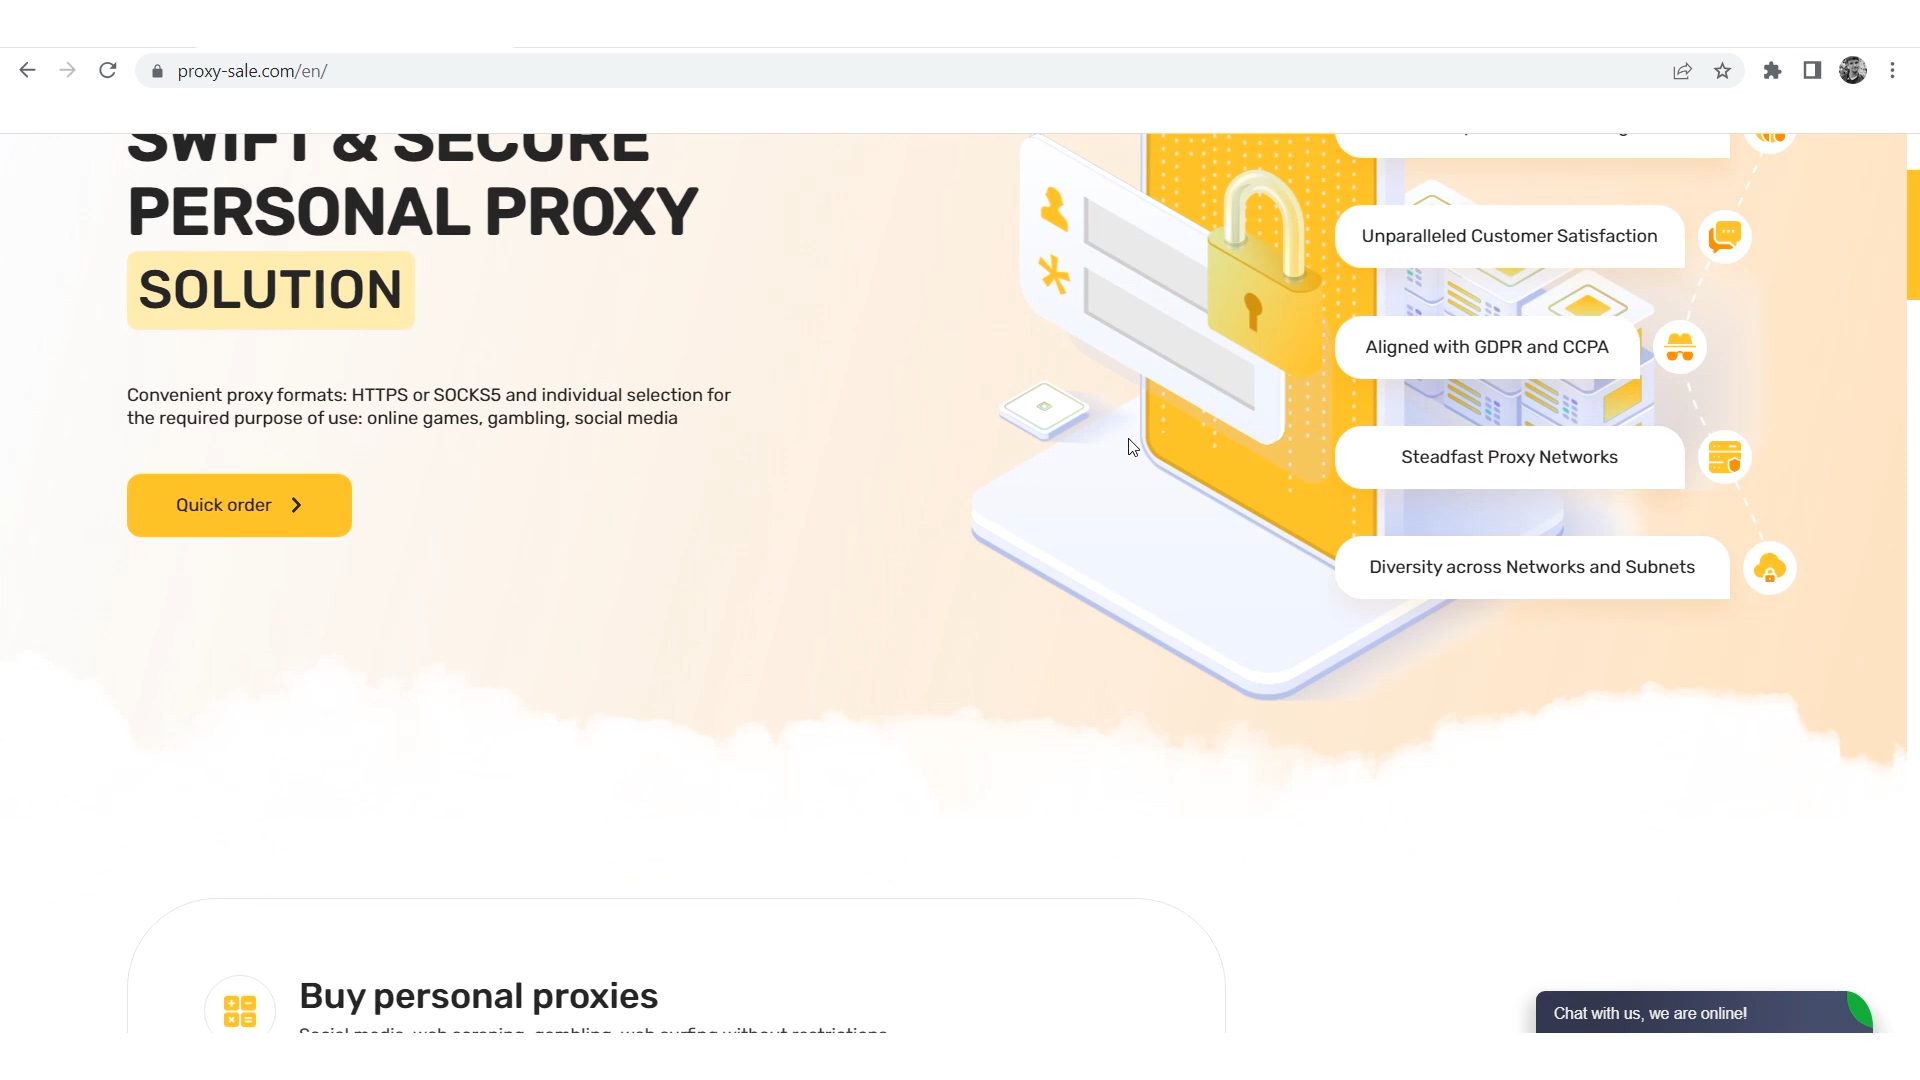 proxy-sale.com/en/
SWIFT & SECURE
PERSONAL PROXY
SOLUTION
Convenient proxy formats: HTTPS or SOCKS5 and individual selection for
the required purpose of use: online games, gambling, social media
Quick order
Unparalleled Customer Satisfaction
Aligned with GDPR and CCPA
Steadfast Proxy Networks
Diversity across Networks and Subnets
Buy personal proxies
Social media, web scraping, gambling, web surfing without restrictions
Chat with us, we are online!